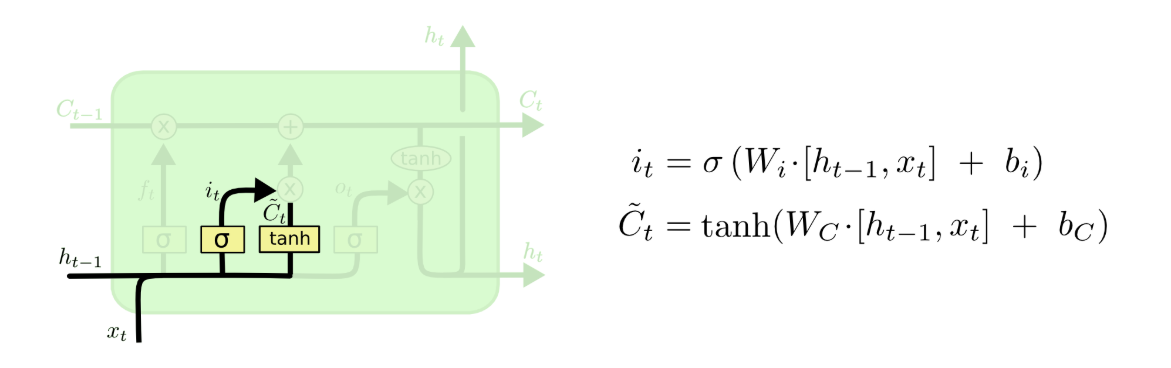 h_t
C_{t-1}
C_t
x
+
tanh
f_t
i_t
x
o_t
x
C̃_t
σ
σ
tanh
σ
h_{t-1}
h_t
x_t
i_t = σ (W_i·[h_{t-1}, x_t] + b_i)
C̃_t = tanh(W_C·[h_{t-1}, x_t] + b_C)